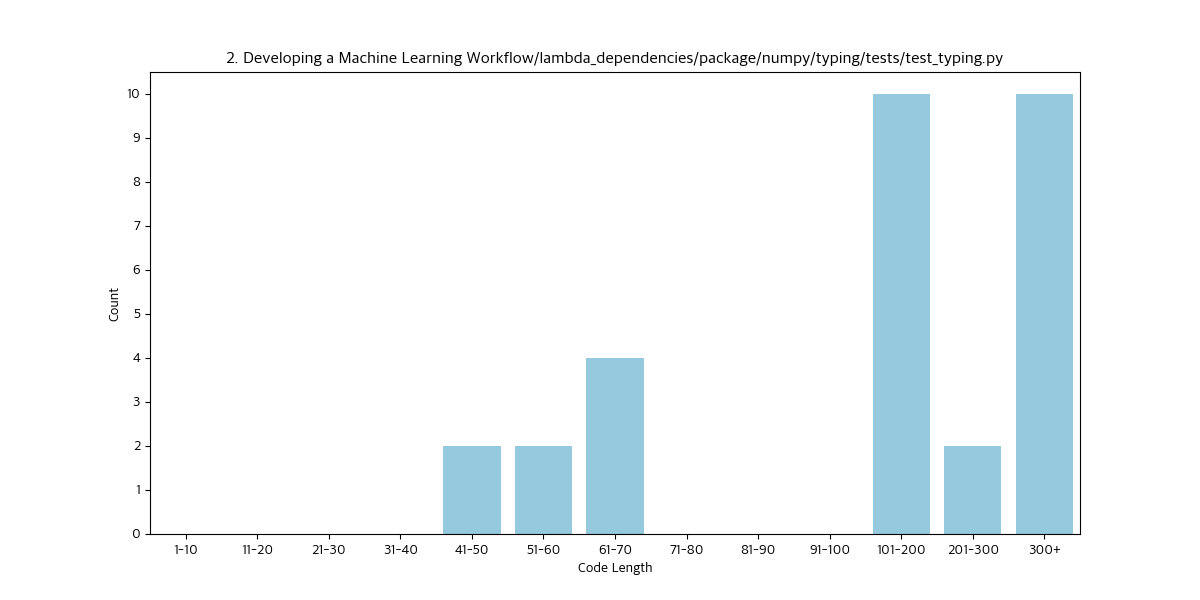 2. Developing a Machine Learning Workflow/lambda_dependencies/package/numpy/typing/tests/test_typing.py
10
9
8
7
6
5
4
3
2
1
0
Count
1-10 11-20 21-30 31-40 41-50 51-60 61-70 71-80 81-90 91-100 101-200 201-300 300+
Code Length